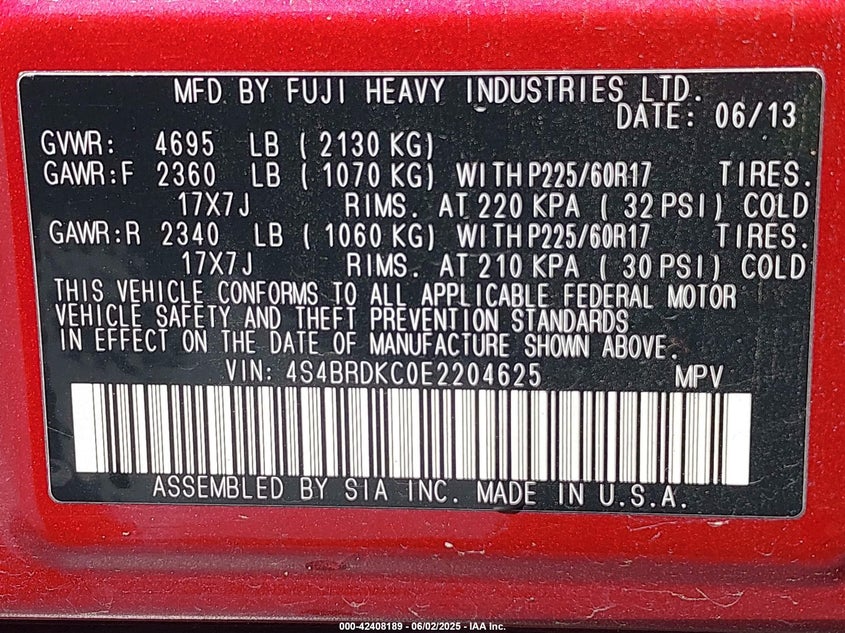 MFD BY FUJI HEAVY INDUSTRIES LTD.
DATE: 06/13
GVWR: 4695 LB ( 2130 KG)
GAWR:F 2360 LB ( 1070 KG) WITH P225/60R17 TIRES.
17X7J RIMS. AT 220 KPA ( 32 PSI) COLD
GAWR:R 2340 LB ( 1060 KG) WITH P225/60R17 TIRES.
17X7J RIMS. AT 210 KPA ( 30 PSI) COLD
THIS VEHICLE CONFORMS TO ALL APPLICABLE FEDERAL MOTOR
VEHICLE SAFETY AND THEFT PREVENTION STANDARDS
IN EFFECT ON THE DATE OF MANUFACTURE SHOWN ABOVE.
VIN: 4S4BRDKC0E2204625 MPV
ASSEMBLED BY SIA INC. MADE IN U.S.A.
000-42408189 - 06/02/2025 - IAA Inc.